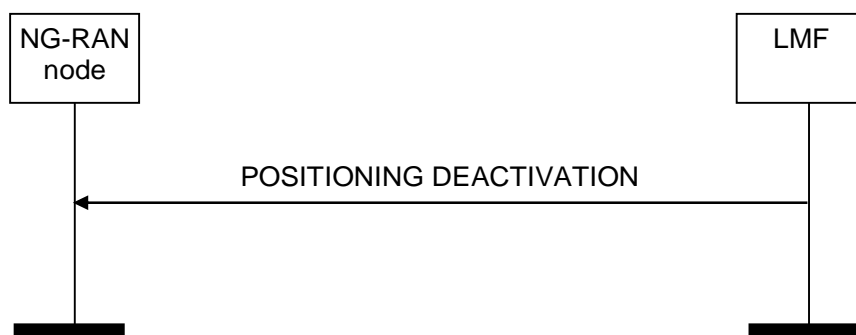 NG-RAN
node
LMF
POSITIONING DEACTIVATION